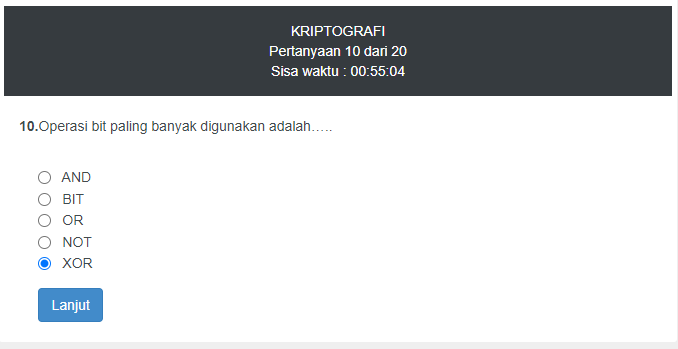 KRIPTOGRAFI
Pertanyaan 10 dari 20
Sisa waktu : 00:55:04
10.Operasi bit paling banyak digunakan adalah…..
AND
BIT
OR
NOT
XOR
Lanjut